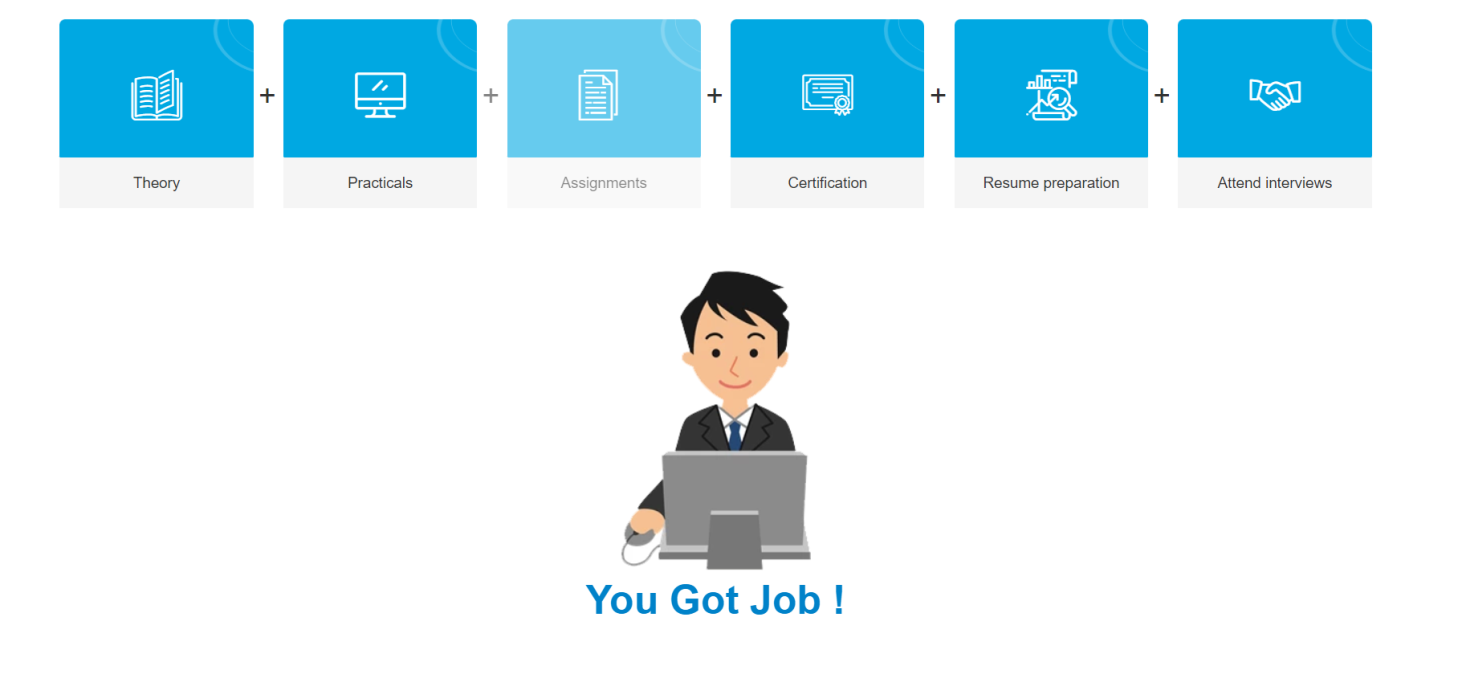 + + + + +
Theory
Practicals
Assignments
Certification
Resume preparation
Attend interviews
You Got Job !